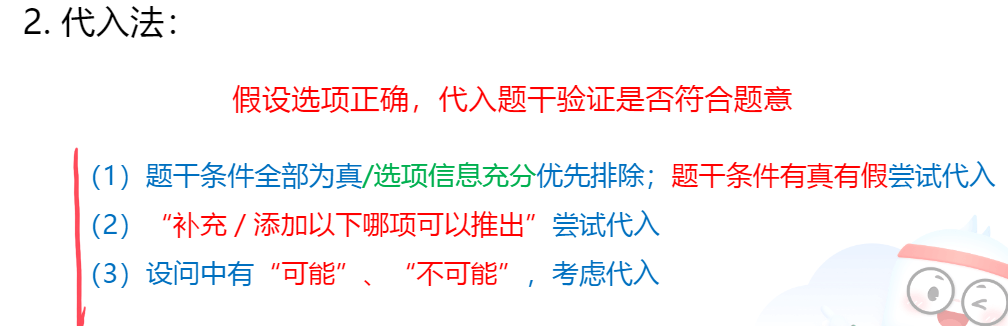 2. 代入法：
假设选项正确，代入题干验证是否符合题意
（1）题干条件全部为真/选项信息充分优先排除；题干条件有真有假尝试代入
（2）“补充 / 添加以下哪项可以推出”尝试代入
（3）设问中有“可能”、“不可能”，考虑代入